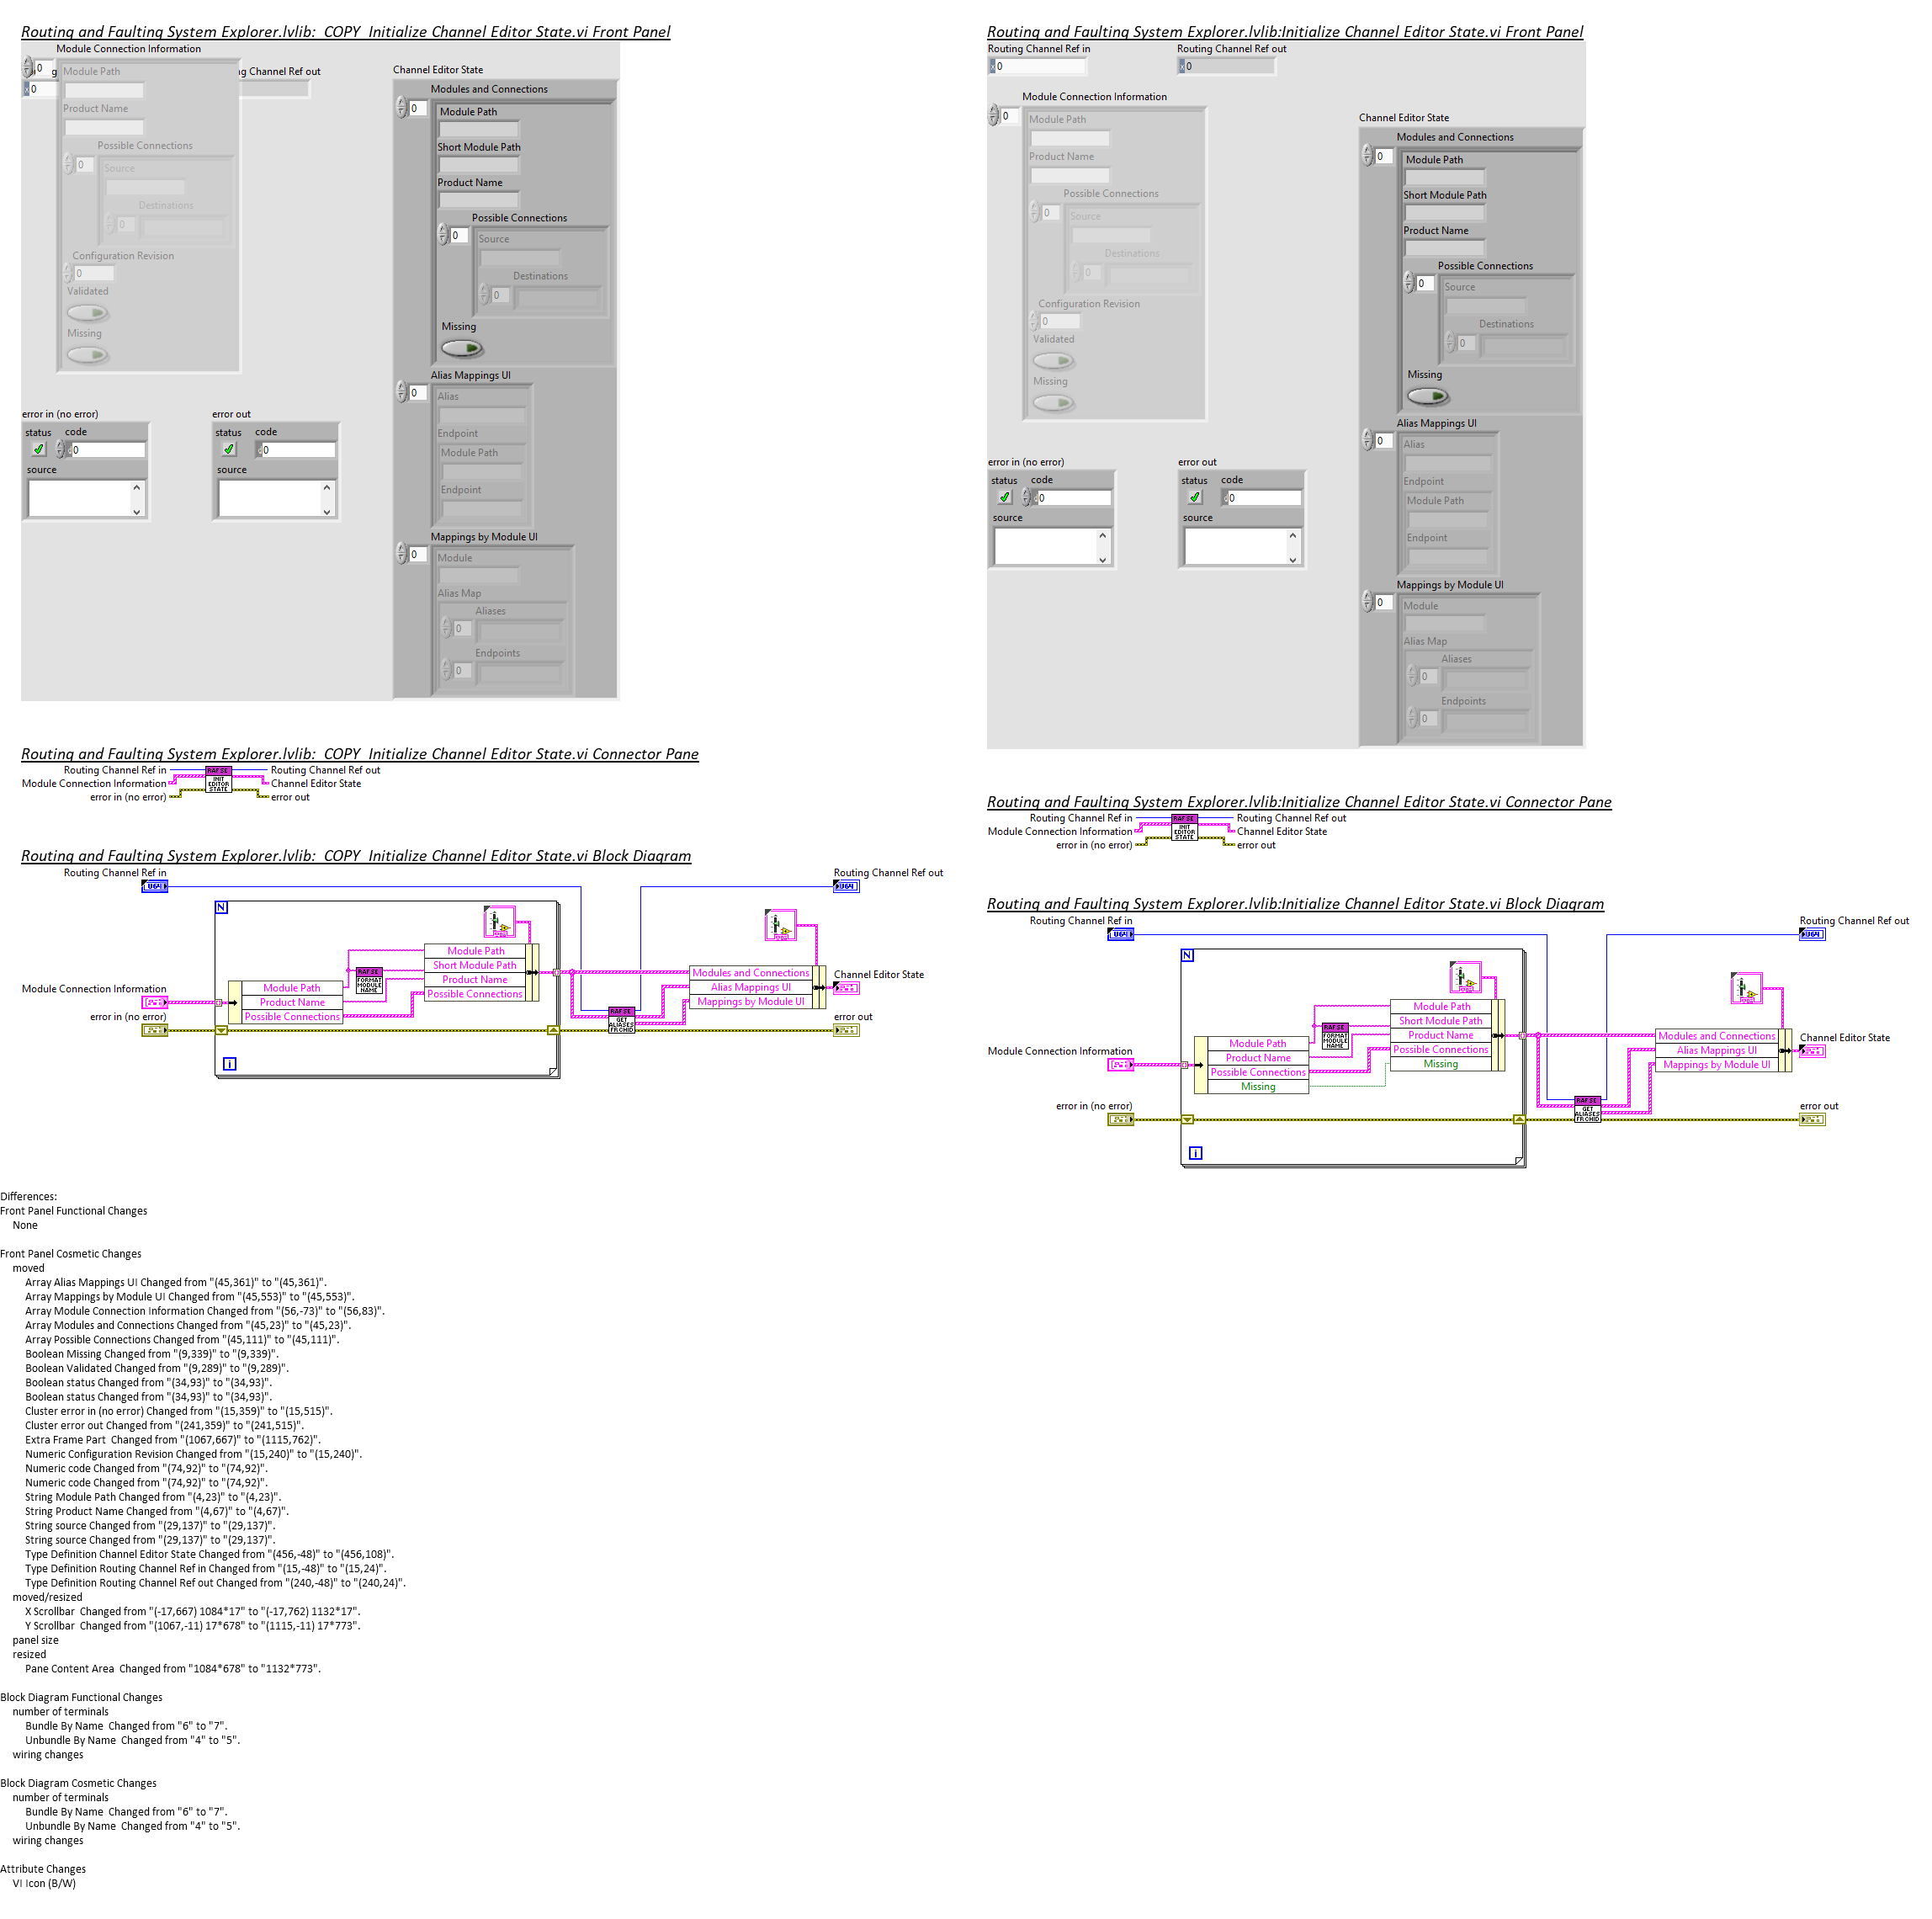 Routing and Faulting System Explorer.lvlib:  COPY  Initialize Channel Editor State.vi Front Panel
Module Connection Information
0
Module Path
g Channel Ref out
0
Product Name
Possible Connections
0
Source
Destinations
0
Configuration Revision
0
Validated
Missing
Channel Editor State
Modules and Connections
0
Module Path
Short Module Path
Product Name
Possible Connections
0
Source
Destinations
0
Missing
Alias Mappings UI
0
Alias
Endpoint
Module Path
Endpoint
Mappings by Module UI
0
Module
Alias Map
Aliases
0
Endpoints
0
error in (no error)
status code
0
source
error out
status code
0
source
Routing and Faulting System Explorer.lvlib:  COPY  Initialize Channel Editor State.vi Connector Pane
Routing Channel Ref in
Module Connection Information
error in (no error)
RAF SE
INIT
EDITOR
STATE
Routing Channel Ref out
Channel Editor State
error out
Routing and Faulting System Explorer.lvlib:  COPY  Initialize Channel Editor State.vi Block Diagram
Routing Channel Ref in
U64
Routing Channel Ref out
U64
N
Module Path
Short Module Path
Product Name
Possible Connections
RAF SE
FORMAT
MODULE
NAME
Module Path
Product Name
Possible Connections
Module Connection Information
error in (no error)
i
Modules and Connections
Alias Mappings UI
Mappings by Module UI
RAF SE
GET
ALIASES
FR CHID
Channel Editor State
error out
Routing and Faulting System Explorer.lvlib:Initialize Channel Editor State.vi Front Panel
Routing Channel Ref in
x 0
Routing Channel Ref out
x 0
Module Connection Information
0
Module Path
Product Name
Possible Connections
0
Source
Destinations
0
Configuration Revision
0
Validated
Missing
Channel Editor State
Modules and Connections
0
Module Path
Short Module Path
Product Name
Possible Connections
0
Source
Destinations
0
Missing
Alias Mappings UI
0
Alias
Endpoint
Module Path
Endpoint
Mappings by Module UI
0
Module
Alias Map
Aliases
0
Endpoints
0
error in (no error)
status code
0
source
error out
status code
0
source
Routing and Faulting System Explorer.lvlib:Initialize Channel Editor State.vi Connector Pane
Routing Channel Ref in
Module Connection Information
error in (no error)
RAF SE
INIT
EDITOR
STATE
Routing Channel Ref out
Channel Editor State
error out
Routing and Faulting System Explorer.lvlib:Initialize Channel Editor State.vi Block Diagram
Routing Channel Ref in
U64
Routing Channel Ref out
U64
N
Module Path
Short Module Path
Product Name
Possible Connections
Missing
RAF SE
FORMAT
MODULE
NAME
Module Path
Product Name
Possible Connections
Missing
Module Connection Information
error in (no error)
i
Modules and Connections
Alias Mappings UI
Mappings by Module UI
RAF SE
GET
ALIASES
FR CHID
Channel Editor State
error out
Differences:
Front Panel Functional Changes
None
Front Panel Cosmetic Changes
moved
Array Alias Mappings UI Changed from "(45,361)" to "(45,361)".
Array Mappings by Module UI Changed from "(45,553)" to "(45,553)".
Array Module Connection Information Changed from "(56,-73)" to "(56,83)".
Array Modules and Connections Changed from "(45,23)" to "(45,23)".
Array Possible Connections Changed from "(45,111)" to "(45,111)".
Boolean Missing Changed from "(9,339)" to "(9,339)".
Boolean Validated Changed from "(9,289)" to "(9,289)".
Boolean status Changed from "(34,93)" to "(34,93)".
Boolean status Changed from "(34,93)" to "(34,93)".
Cluster error in (no error) Changed from "(15,359)" to "(15,515)".
Cluster error out Changed from "(241,359)" to "(241,515)".
Extra Frame Part  Changed from "(1067,667)" to "(1115,762)".
Numeric Configuration Revision Changed from "(15,240)" to "(15,240)".
Numeric code Changed from "(74,92)" to "(74,92)".
Numeric code Changed from "(74,92)" to "(74,92)".
String Module Path Changed from "(4,23)" to "(4,23)".
String Product Name Changed from "(4,67)" to "(4,67)".
String source Changed from "(29,137)" to "(29,137)".
String source Changed from "(29,137)" to "(29,137)".
Type Definition Channel Editor State Changed from "(456,-48)" to "(456,108)".
Type Definition Routing Channel Ref in Changed from "(15,-48)" to "(15,24)".
Type Definition Routing Channel Ref out Changed from "(240,-48)" to "(240,24)".
moved/resized
X Scrollbar  Changed from "(-17,667) 1084*17" to "(-17,762) 1132*17".
Y Scrollbar  Changed from "(1067,-11) 17*678" to "(1115,-11) 17*773".
panel size
resized
Pane Content Area  Changed from "1084*678" to "1132*773".
Block Diagram Functional Changes
number of terminals
Bundle By Name  Changed from "6" to "7".
Unbundle By Name  Changed from "4" to "5".
wiring changes
Block Diagram Cosmetic Changes
number of terminals
Bundle By Name  Changed from "6" to "7".
Unbundle By Name  Changed from "4" to "5".
wiring changes
Attribute Changes
VI Icon (B/W)